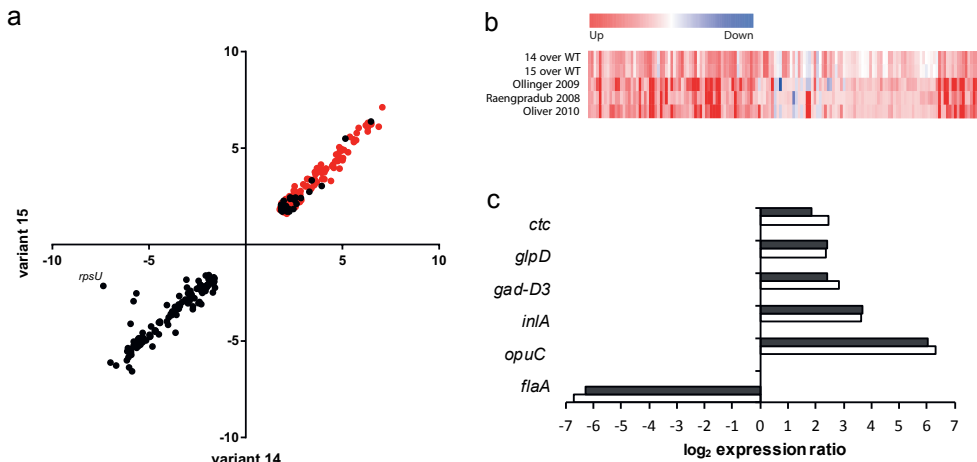 a
10
5
-10
-5
5
10
-5
-10
rpsU
variant 15
variant 14
b
Up
Down
14 over WT
15 over WT
Ollinger 2009
Raengpradub 2008
Oliver 2010
c
ctc
glpD
gad-D3
inlA
opuC
flaA
-7 -6 -5 -4 -3 -2 -1 0 1 2 3 4 5 6 7
log₂ expression ratio